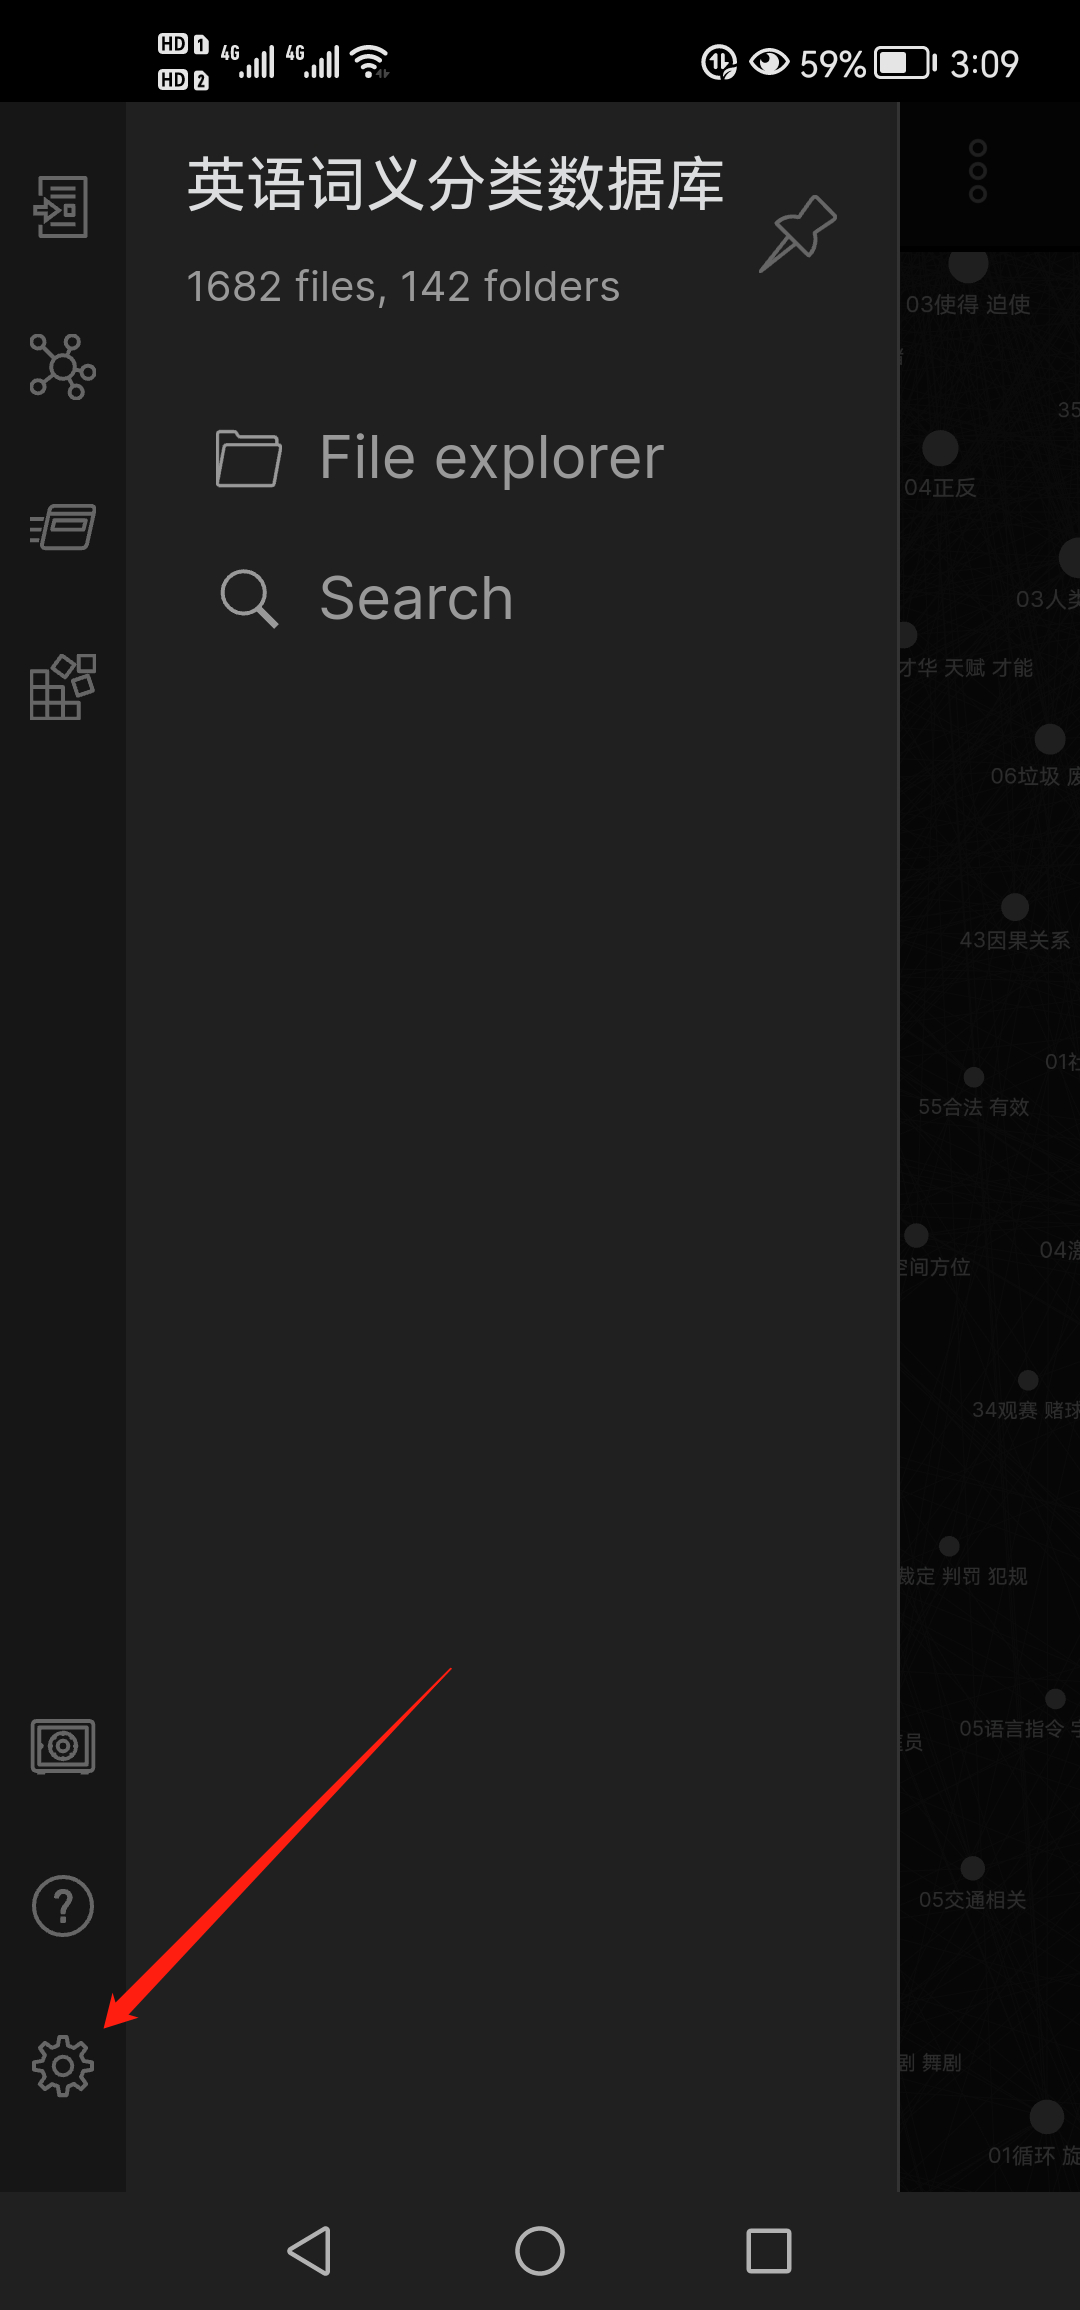 HD 1 4G 4G 59% 3:09
HD 2
英语词义分类数据库
1682 files, 142 folders
File explorer
Search
03使得 迫使
35
04正反
03人类
才华 天赋 才能
06垃圾 废
43因果关系
01社
55合法 有效
空间方位
04激
34观赛 赌球
裁定 判罚 犯规
05语言指令
员
05交通相关
剧 舞剧
01循环 旋
?